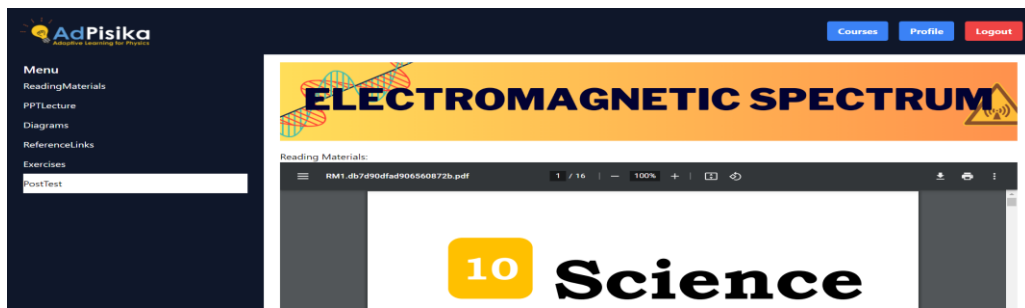 AdPisika
Adaptive Learning for Physics
Courses Profile Logout
Menu
ReadingMaterials
PPTLecture
Diagrams
ReferenceLinks
Exercises
PostTest
ELECTROMAGNETIC SPECTRUM
Reading Materials:
RM1.db7d90dfad906560872b.pdf 1 / 16 100%
10 Science